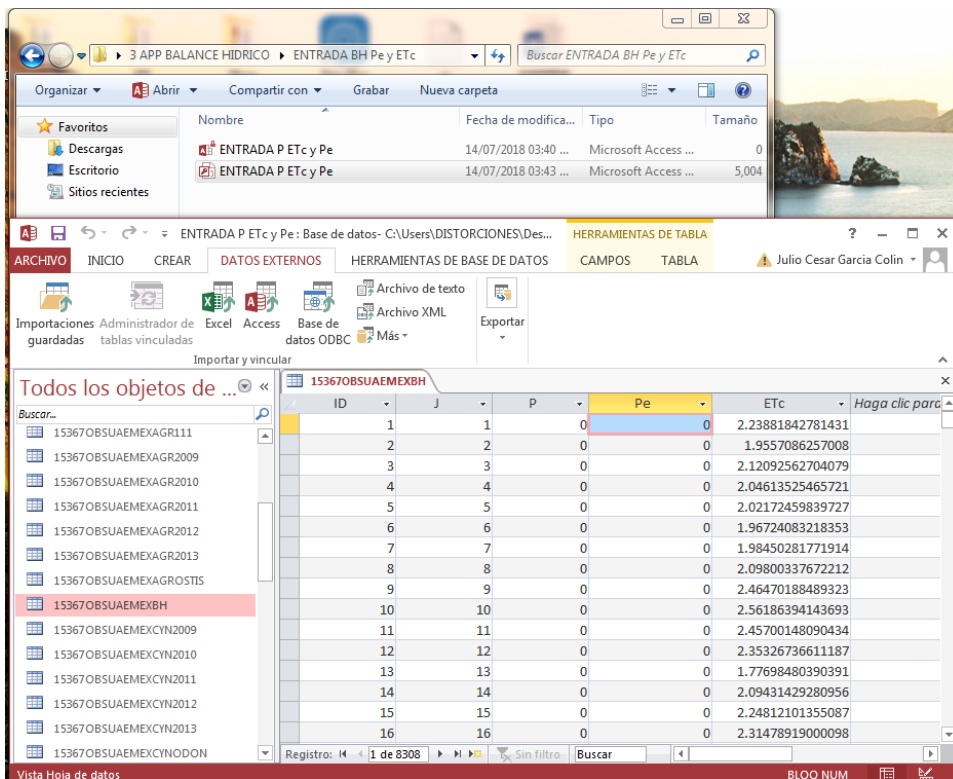 3 APP BALANCE HIDRICO ENTRADA BH Pe y ETc Buscar ENTRADA BH Pe y ETc
Organizar Abrir Compartir con Grabar Nueva carpeta
Favoritos
Descargas
Escritorio
Sitios recientes
Nombre Fecha de modifica... Tipo Tamaño
ENTRADA P ETc y Pe 14/07/2018 03:40 ... Microsoft Access ... 0
ENTRADA P ETc y Pe 14/07/2018 03:43 ... Microsoft Access ... 5,004
ENTRADA P ETc y Pe : Base de datos- C:\Users\DISTORCIONES\Des... HERRAMIENTAS DE TABLA ?
ARCHIVO INICIO CREAR DATOS EXTERNOS HERRAMIENTAS DE BASE DE DATOS CAMPOS TABLA Julio Cesar Garcia Colin
Importaciones guardadas
Administrador de tablas vinculadas
Excel
Access
Base de datos ODBC
Archivo de texto
Archivo XML
Más
Exportar
Importar y vincular
Todos los objetos de ...
Buscar...
15367OBSUAEMEXAGR111
15367OBSUAEMEXAGR2009
15367OBSUAEMEXAGR2010
15367OBSUAEMEXAGR2011
15367OBSUAEMEXAGR2012
15367OBSUAEMEXAGR2013
15367OBSUAEMEXAGROSTIS
15367OBSUAEMEXBH
15367OBSUAEMEXCYN2009
15367OBSUAEMEXCYN2010
15367OBSUAEMEXCYN2011
15367OBSUAEMEXCYN2012
15367OBSUAEMEXCYN2013
15367OBSUAEMEXCYNODON
15367OBSUAEMEXBH
ID J P Pe ETc Haga clic para
1 1 0 0 2.23881842781431
2 2 0 0 1.9557086257008
3 3 0 0 2.12092562704079
4 4 0 0 2.04613525465721
5 5 0 0 2.02172459839727
6 6 0 0 1.96724083218353
7 7 0 0 1.98450281771914
8 8 0 0 2.09800337672212
9 9 0 0 2.46470188489323
10 10 0 0 2.56186394143693
11 11 0 0 2.45700148090434
12 12 0 0 2.35326736611187
13 13 0 0 1.77698480390391
14 14 0 0 2.09431429280956
15 15 0 0 2.24812101355087
16 16 0 0 2.31478919000098
Registro: 1 de 8308 Sin filtro Buscar
Vista Hoja de datos BLOQ NUM